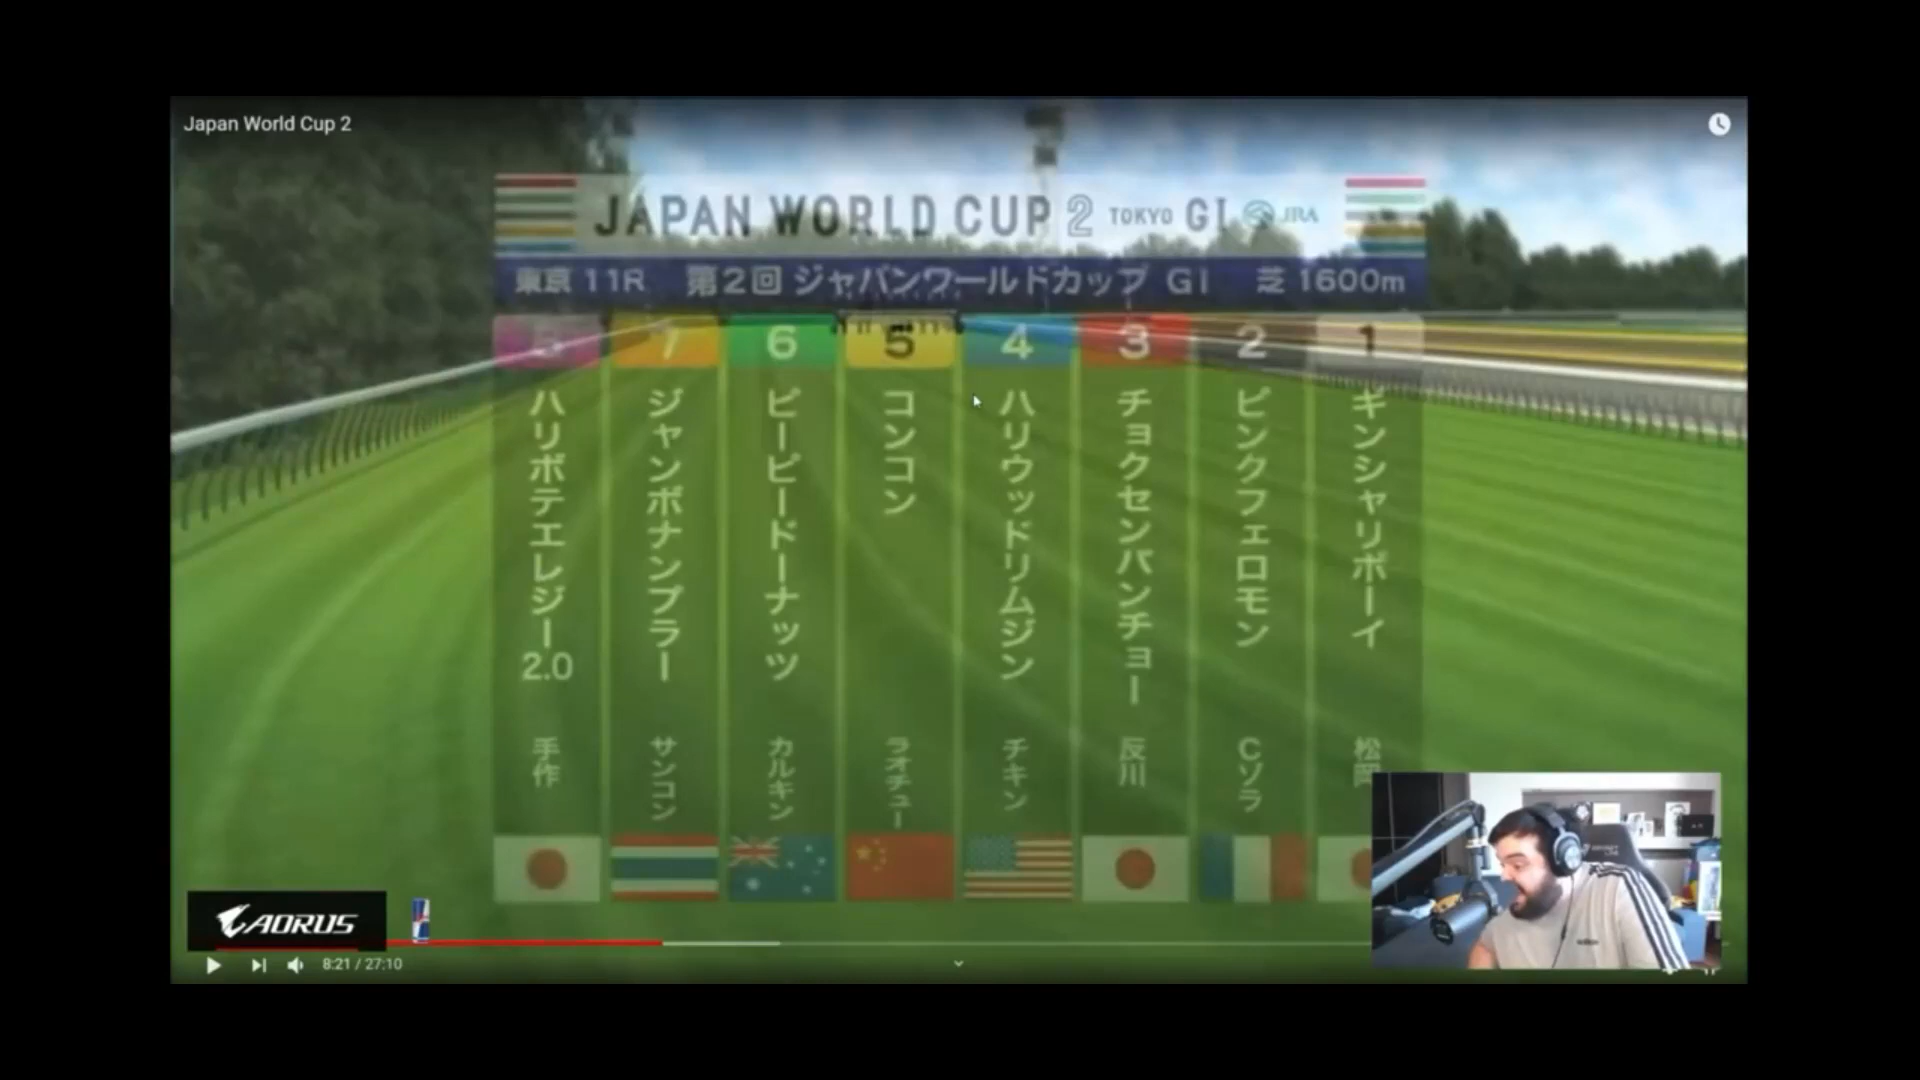 Japan World Cup 2
JAPAN WORLD CUP 2 TOKYO GI JRA
東京 11R 第2回 ジャパンワールドカップ GI 芝 1600m
8 7 6 5 4 3 2 1
ギンシャリボーイ
ピンクフェロモン
チョクセンバンチョー
ハリウッドリムジン
コンコン
ピーピードーナッツ
ジャンポナンプラー
ハリボテエレジー2.0
松岡
Cソラ
反川
チキン
ラオチュー
カルキン
サンコン
手作
AORUS
8:21 / 27:10